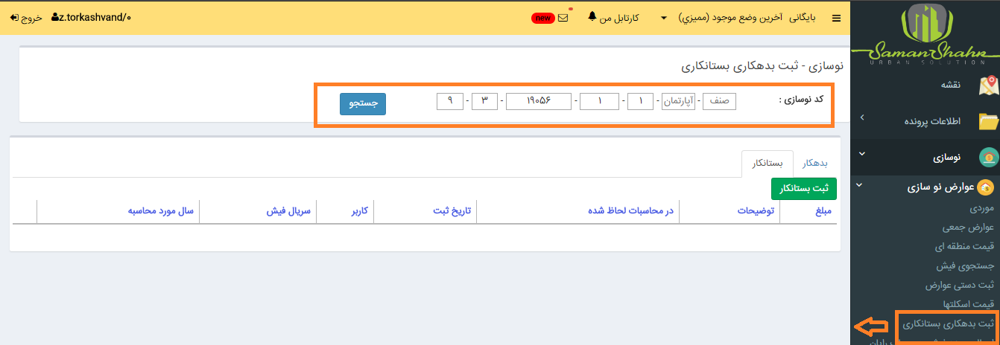 بایگانی آخرین وضع موجود (ممیزی) کارتابل من new z.torkashvand/۰ خروج
SamanShahr
URBAN SOLUTION
نقشه
اطلاعات پرونده
نوسازی
عوارض نو سازی
موردی
عوارض جمعی
قیمت منطقه ای
جستجوی فیش
ثبت دستی عوارض
قیمت اسکلتها
ثبت بدهکاری بستانکاری
نوسازی - ثبت بدهکاری بستانکاری
کد نوسازی : صنف - آپارتمان - ۱ - ۱ - ۱۹۰۵۶ - ۳ - ۹ جستجو
بدهکار بستانکار
ثبت بستانکار
مبلغ توضیحات در محاسبات لحاظ شده تاریخ ثبت کاربر سریال فیش سال مورد محاسبه